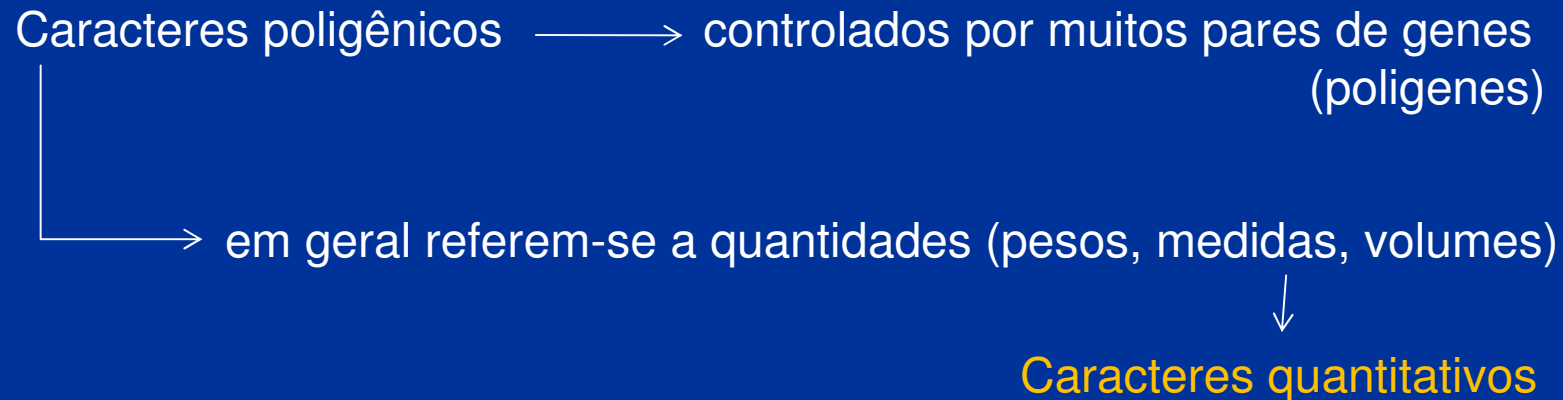 Caracteres poligênicos controlados por muitos pares de genes
(poligenes)
em geral referem-se a quantidades (pesos, medidas, volumes)
Caracteres quantitativos